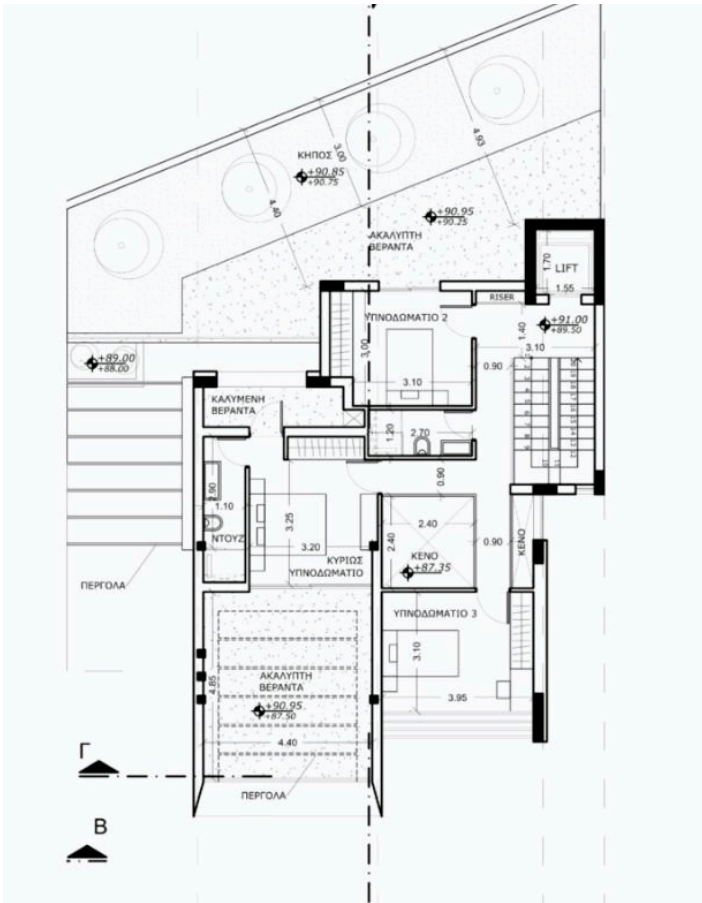 4.93
3.00
ΚΗΠΟΣ
+90.85
+90.75
4.40
+90.95
+90.25
ΑΚΑΛΥΠΤΗ
ΒΕΡΑΝΤΑ
1.70
LIFT
1.55
RISER
ΥΠΝΟΔΩΜΑΤΙΟ 2
+91.00
+89.50
1.40
3.10
+89.00
+88.00
3.00
0.90
3.10
ΚΑΛΥΜΕΝΗ
ΒΕΡΑΝΤΑ
1.20
2.70
2.90
0.90
1.10
3.25
2.40
ΝΤΟΥΖ
3.20
ΚΥΡΙΩΣ
ΥΠΝΟΔΩΜΑΤΙΟ
2.40
ΚΕΝΟ
+87.35
0.90
ΚΕΝΟ
ΠΕΡΓΟΛΑ
ΥΠΝΟΔΩΜΑΤΙΟ 3
3.10
3.95
4.85
ΑΚΑΛΥΠΤΗ
ΒΕΡΑΝΤΑ
+90.95
+87.50
4.40
Γ
ΠΕΡΓΟΛΑ
Β